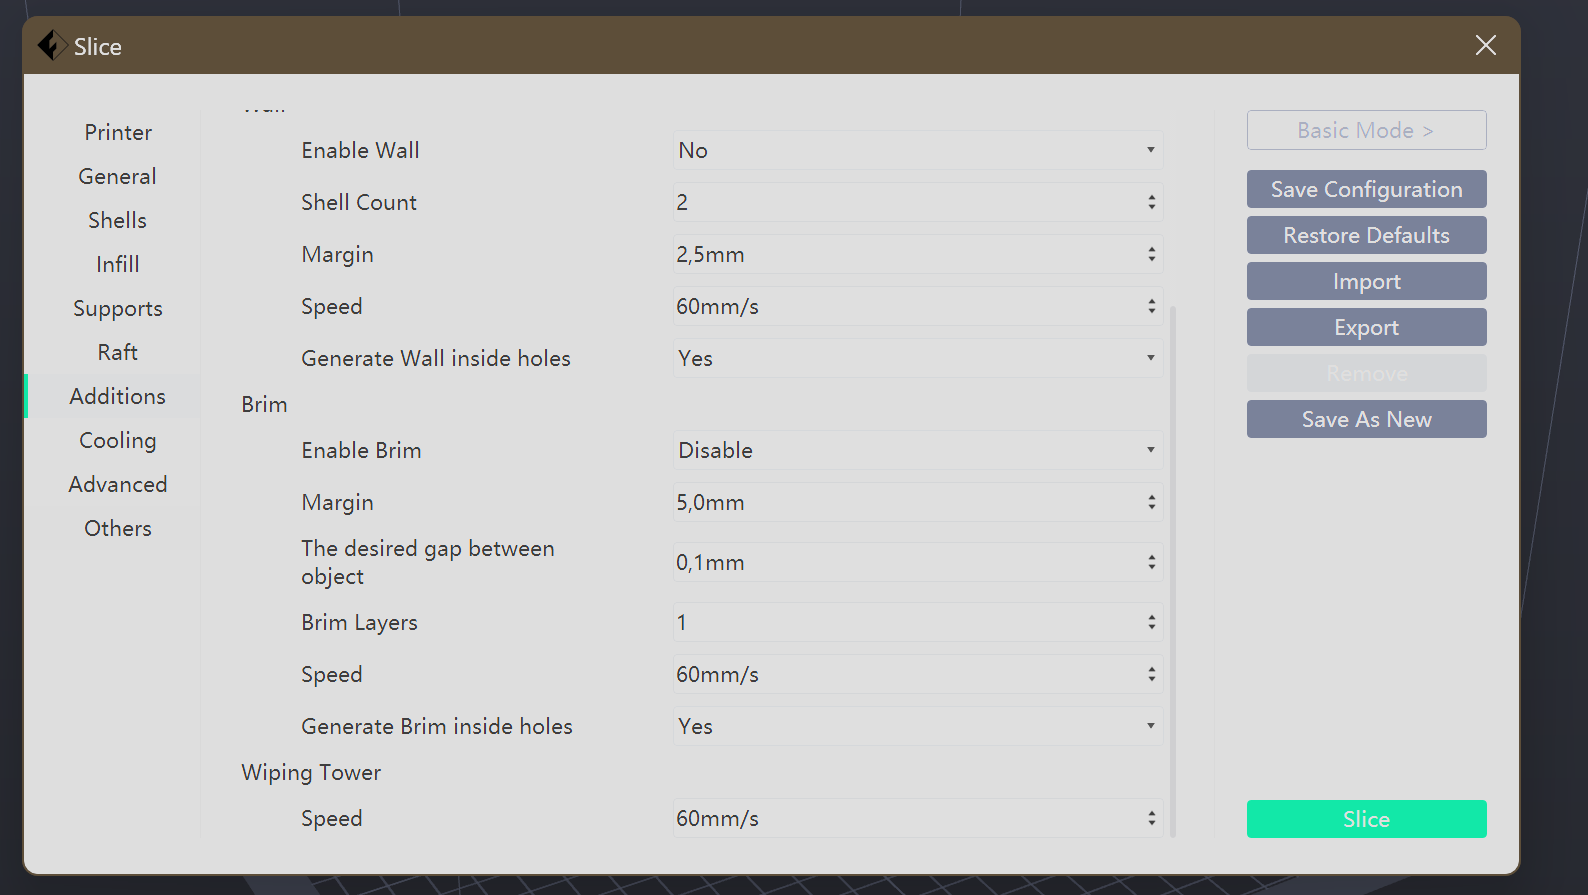 Slice
Printer
General
Shells
Infill
Supports
Raft
Additions
Cooling
Advanced
Others
Enable Wall
No
Shell Count
2
Margin
2,5mm
Speed
60mm/s
Generate Wall inside holes
Yes
Brim
Enable Brim
Disable
Margin
5,0mm
The desired gap between
object
0,1mm
Brim Layers
1
Speed
60mm/s
Generate Brim inside holes
Yes
Wiping Tower
Speed
60mm/s
Basic Mode >
Save Configuration
Restore Defaults
Import
Export
Remove
Save As New
Slice